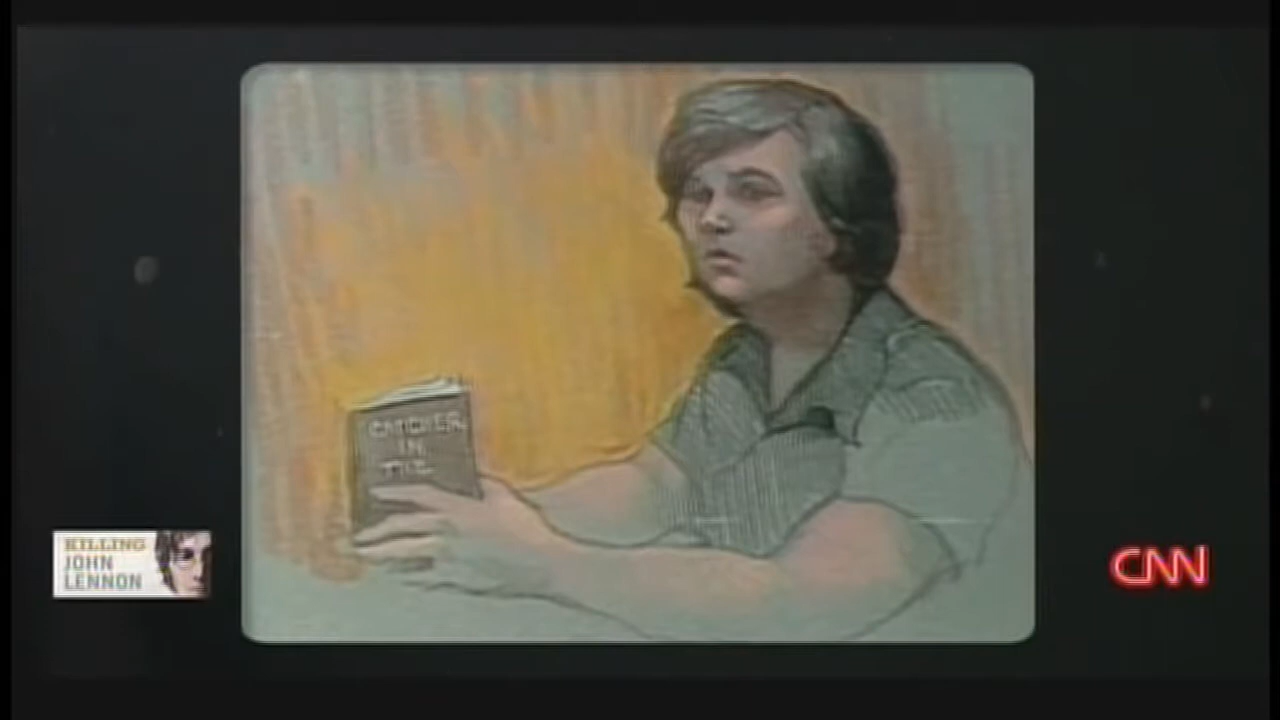 CATCHER
IN
THE
KILLING
JOHN
LENNON
CNN